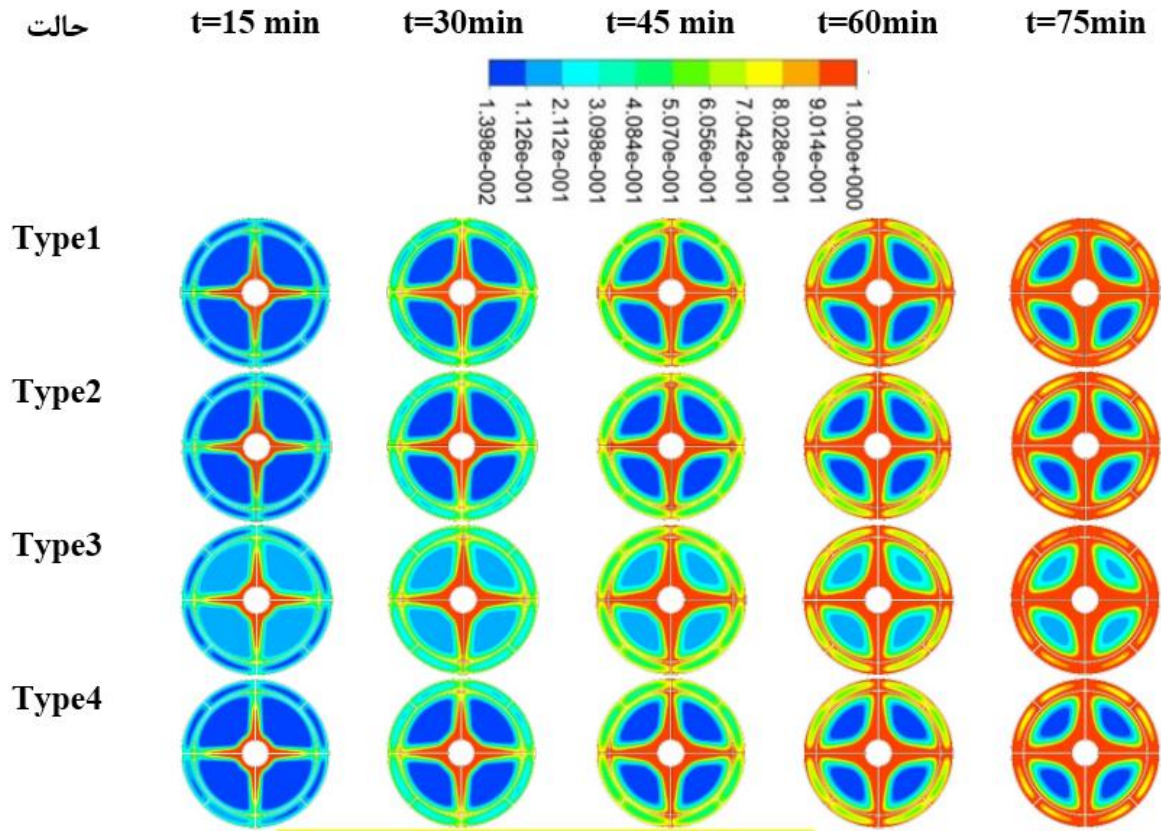 حالت t=15 min t=30min t=45 min t=60min t=75min
1.398e-002
1.126e-001
2.112e-001
3.098e-001
4.084e-001
5.070e-001
6.056e-001
7.042e-001
8.028e-001
9.014e-001
1.000e+000
Type1
Type2
Type3
Type4